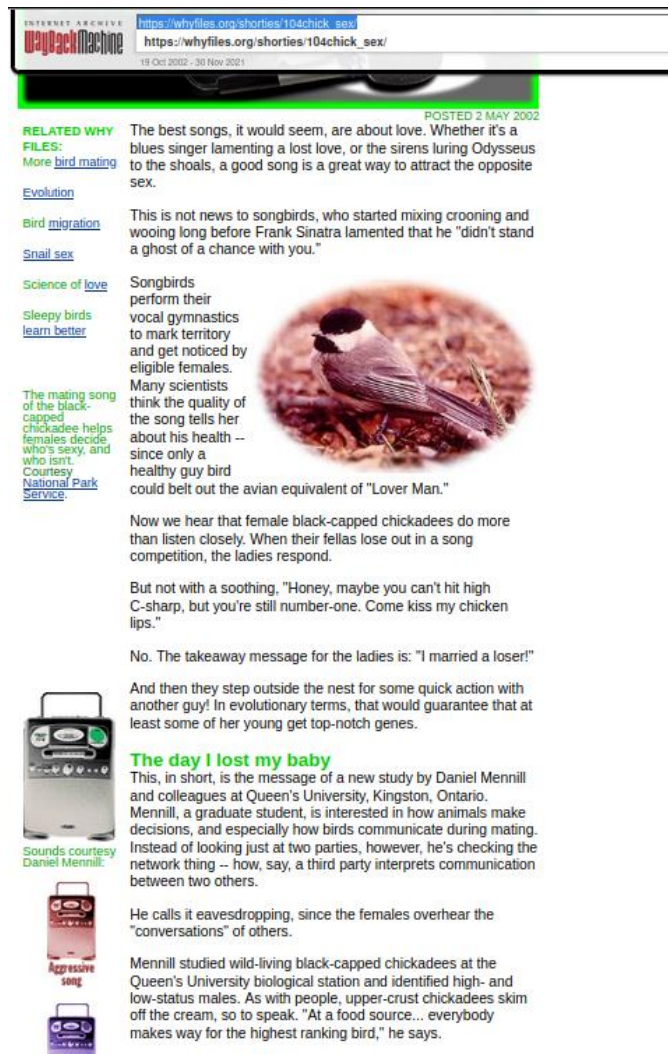 INTERNET ARCHIVE
WayBackMachine
https://whyfiles.org/shorties/104chick_sex/
https://whyfiles.org/shorties/104chick_sex/
19 Oct 2002 - 30 Nov 2021
POSTED 2 MAY 2002
RELATED WHY
FILES:
More bird mating
Evolution
Bird migration
Snail sex
Science of love
Sleepy birds
learn better
The mating song
of the black-
capped
chickadee helps
females decide
who's sexy, and
who isn't.
Courtesy
National Park
Service.
The best songs, it would seem, are about love. Whether it's a
blues singer lamenting a lost love, or the sirens luring Odysseus
to the shoals, a good song is a great way to attract the opposite
sex.
This is not news to songbirds, who started mixing crooning and
wooing long before Frank Sinatra lamented that he "didn't stand
a ghost of a chance with you."
Songbirds
perform their
vocal gymnastics
to mark territory
and get noticed by
eligible females.
Many scientists
think the quality of
the song tells her
about his health --
since only a
healthy guy bird
could belt out the avian equivalent of "Lover Man."
Now we hear that female black-capped chickadees do more
than listen closely. When their fellas lose out in a song
competition, the ladies respond.
But not with a soothing, "Honey, maybe you can't hit high
C-sharp, but you're still number-one. Come kiss my chicken
lips."
No. The takeaway message for the ladies is: "I married a loser!"
And then they step outside the nest for some quick action with
another guy! In evolutionary terms, that would guarantee that at
least some of her young get top-notch genes.
The day I lost my baby
This, in short, is the message of a new study by Daniel Mennill
and colleagues at Queen's University, Kingston, Ontario.
Mennill, a graduate student, is interested in how animals make
decisions, and especially how birds communicate during mating.
Instead of looking just at two parties, however, he's checking the
network thing -- how, say, a third party interprets communication
between two others.
He calls it eavesdropping, since the females overhear the
"conversations" of others.
Mennill studied wild-living black-capped chickadees at the
Queen's University biological station and identified high- and
low-status males. As with people, upper-crust chickadees skim
off the cream, so to speak. "At a food source... everybody
makes way for the highest ranking bird," he says.
Sounds courtesy
Daniel Mennill:
Aggressive
song